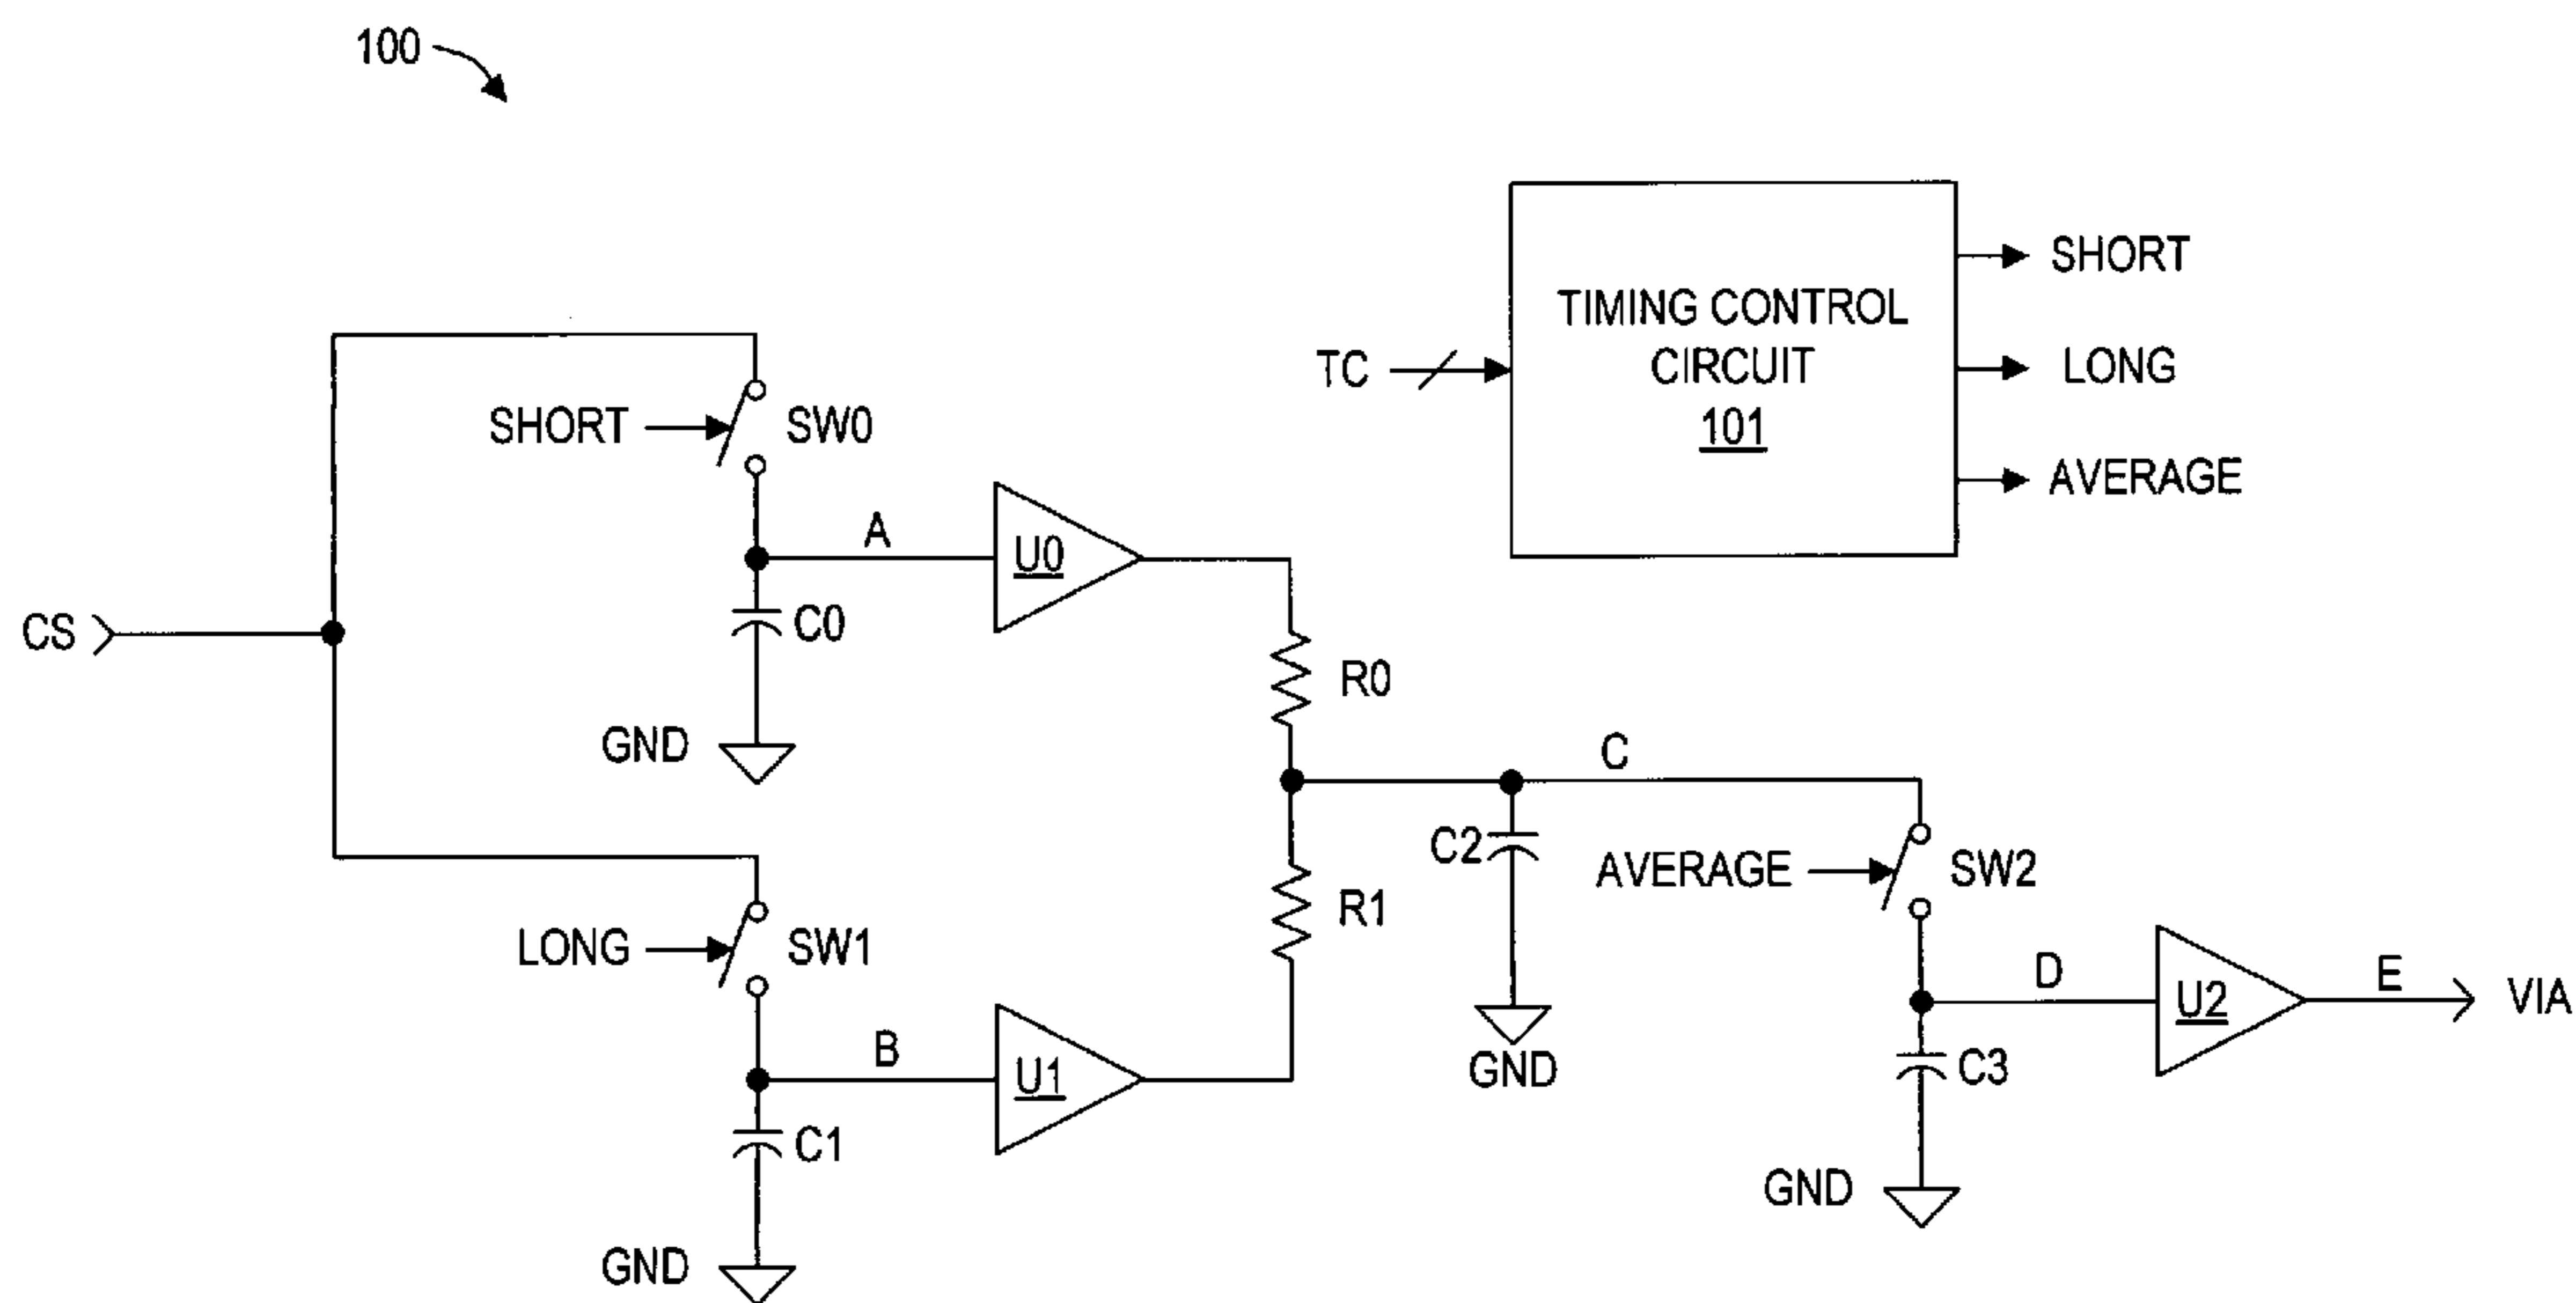 100
SHORT
TIMING CONTROL
TC
CIRCUIT
LONG
101
AVERAGE
SHORT
SW0
A
U0
CS
C0
R0
GND
C
C2
AVERAGE
SW2
R1
LONG
SW1
D
E
VIA
U2
B
U1
GND
C3
C1
GND
GND